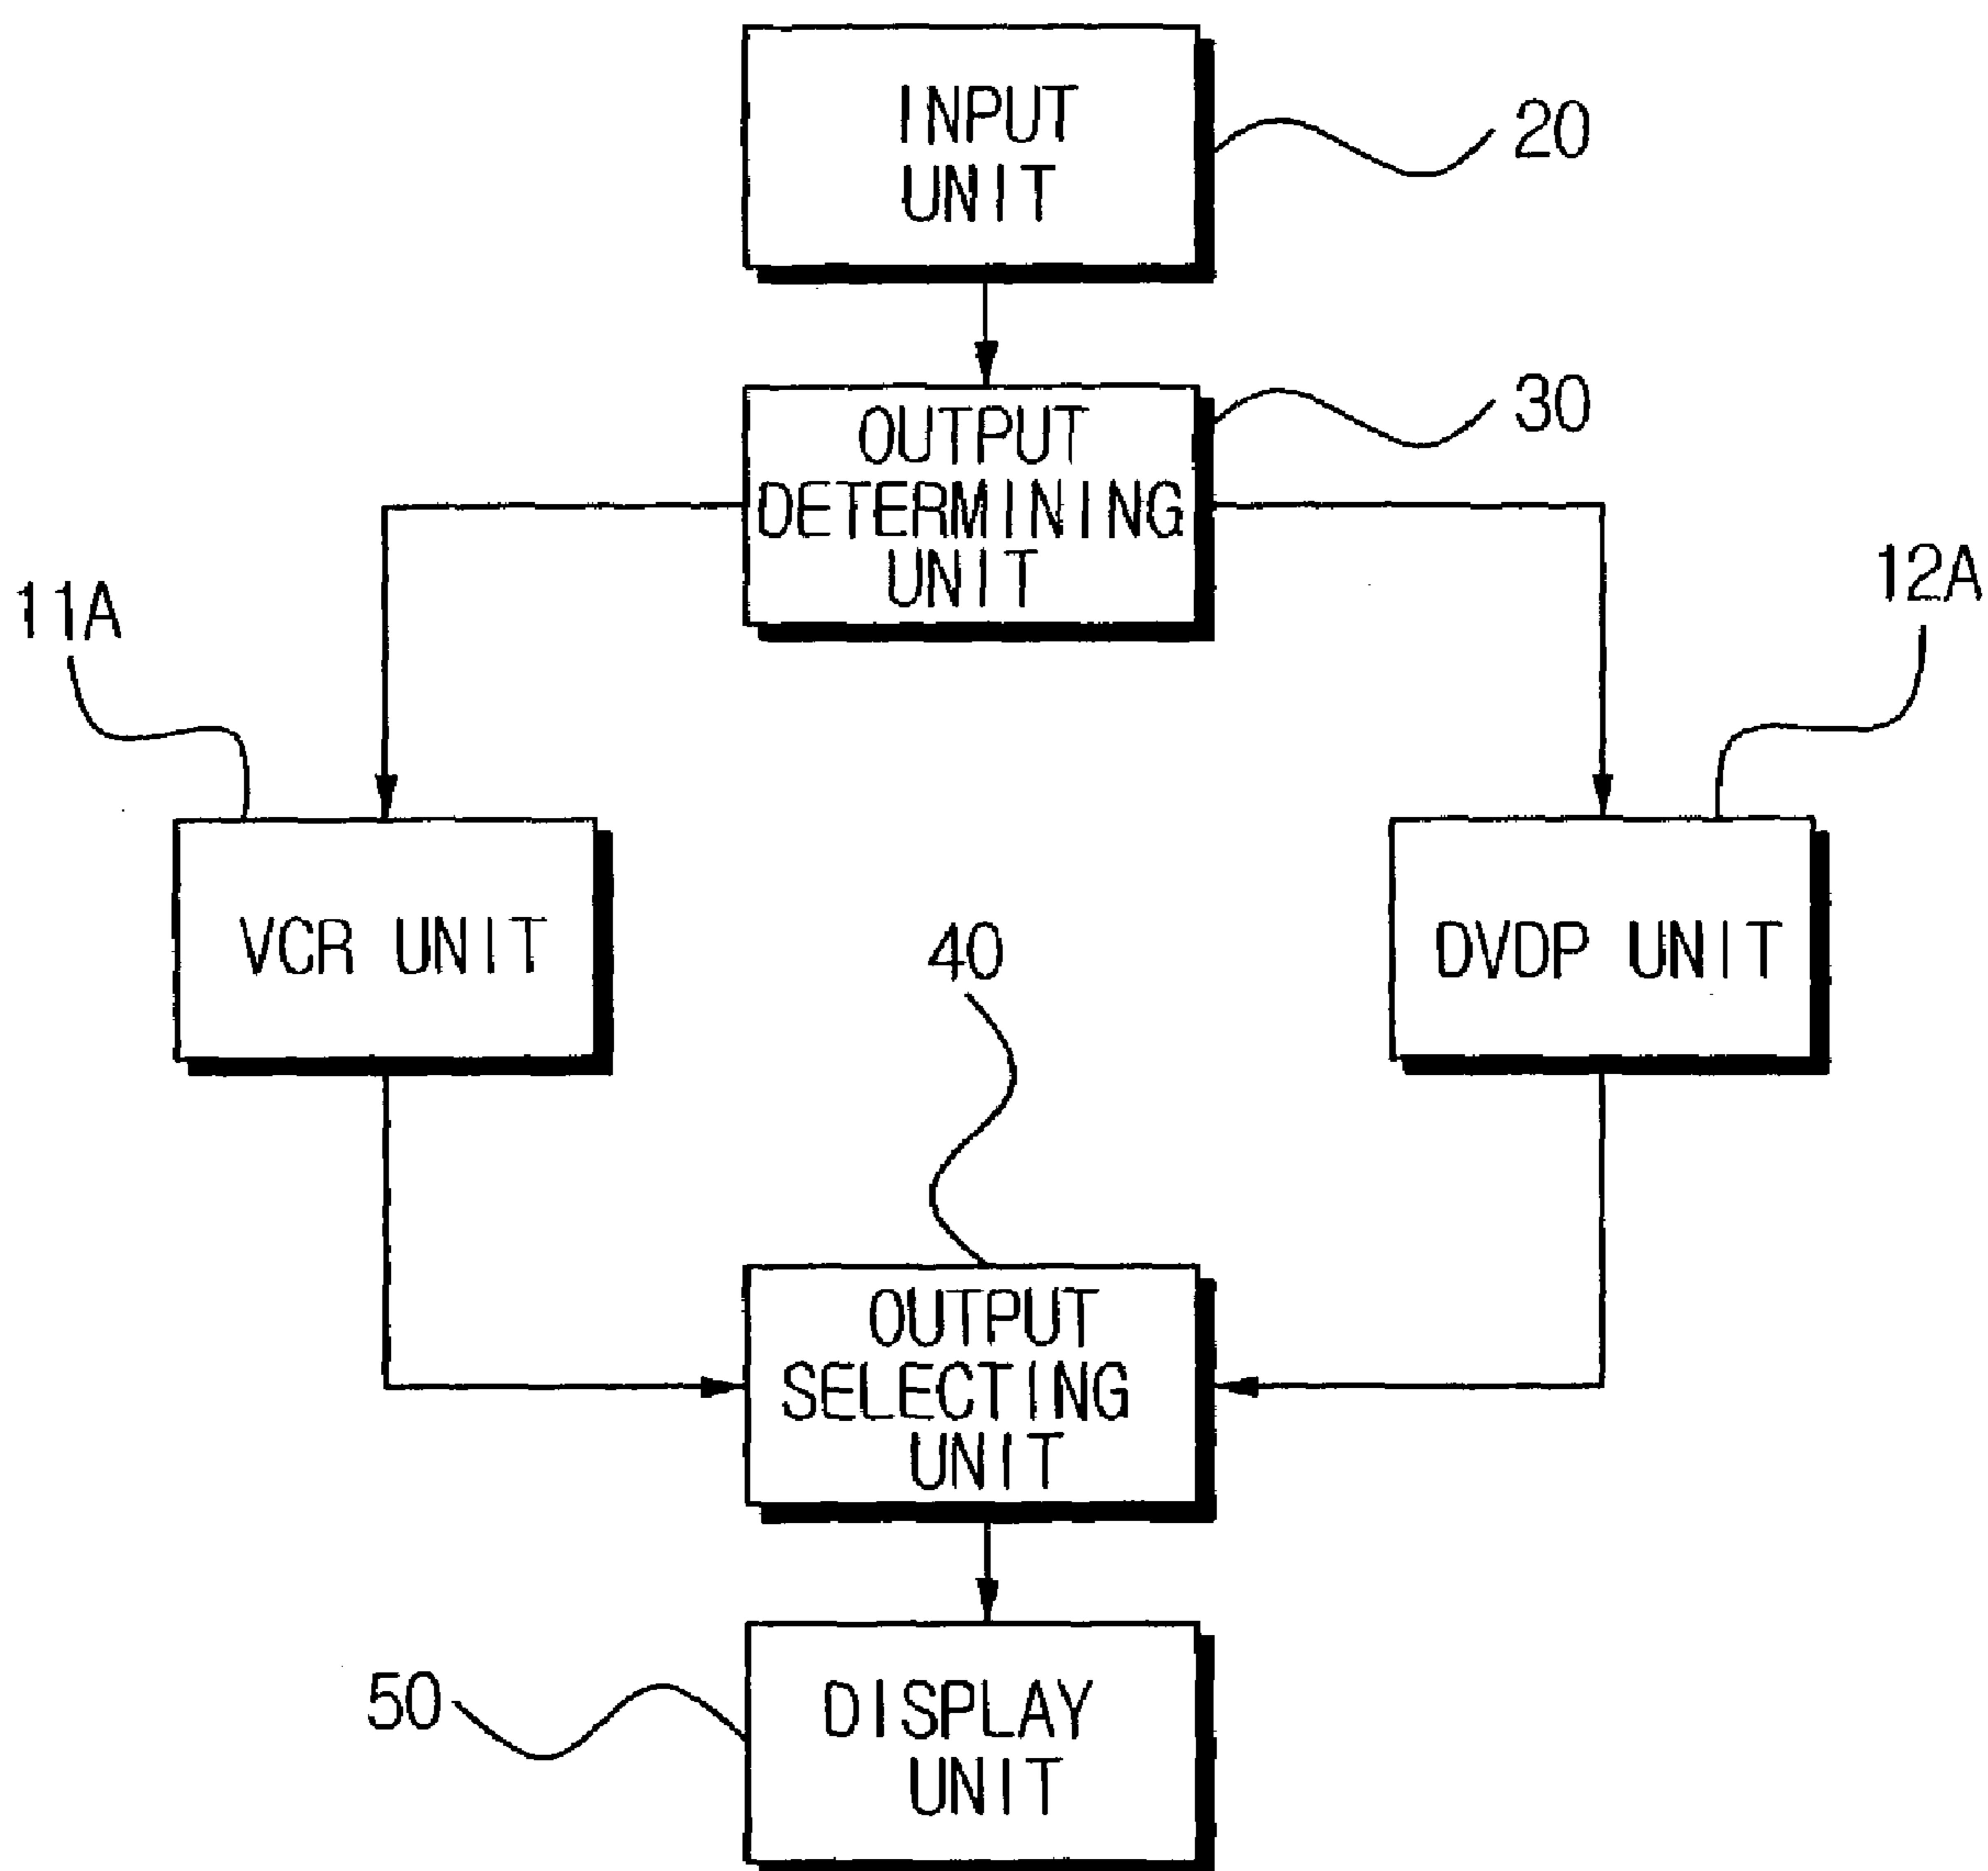 INPUT
UNIT
20
OUTPUT
DETERMINING
UNIT
30
11A
12A
VCR UNIT
DVDP UNIT
40
OUTPUT
SELECTING
UNIT
50
DISPLAY
UNIT